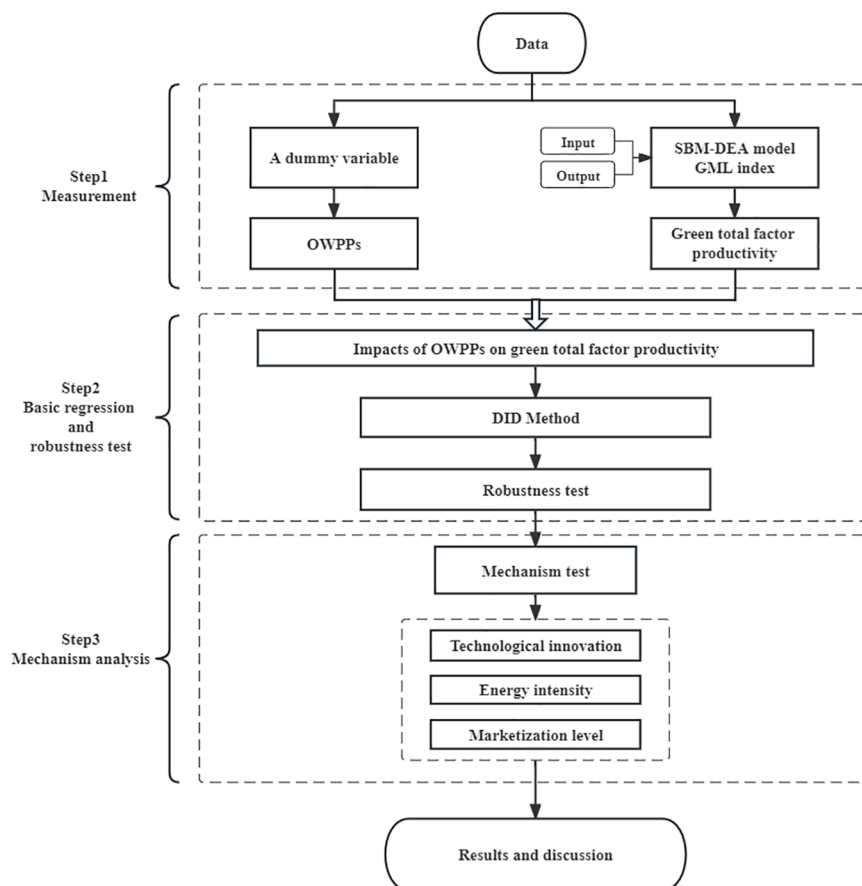 Data
Step1
Measurement
A dummy variable
Input
Output
SBM-DEA model
GML index
OWPPs
Green total factor
productivity
Step2
Basic regression
and
robustness test
Impacts of OWPPs on green total factor productivity
DID Method
Robustness test
Step3
Mechanism analysis
Mechanism test
Technological innovation
Energy intensity
Marketization level
Results and discussion